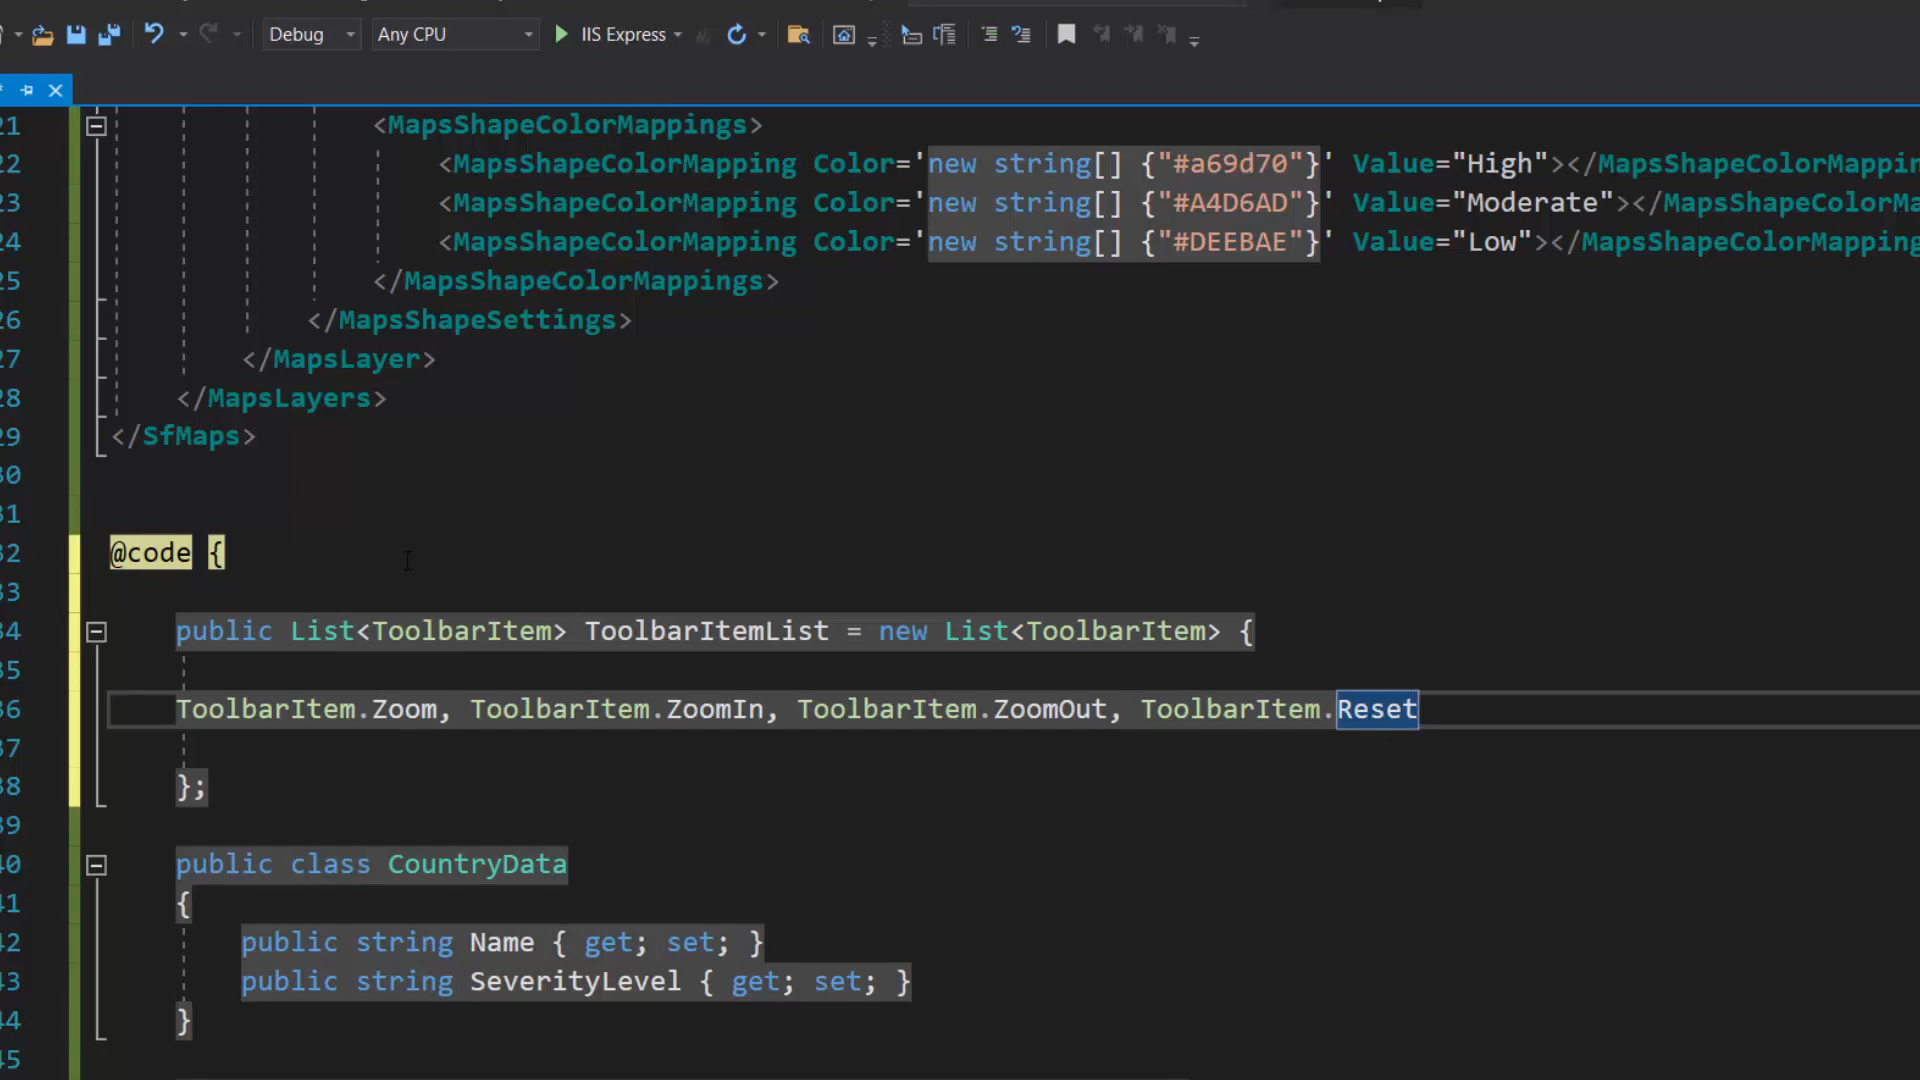 Debug Any CPU IIS Express
21 <MapsShapeColorMappings>
22 <MapsShapeColorMapping Color='new string[] {"#a69d70"}' Value="High"></MapsShapeColorMappin
23 <MapsShapeColorMapping Color='new string[] {"#A4D6AD"}' Value="Moderate"></MapsShapeColorMa
24 <MapsShapeColorMapping Color='new string[] {"#DEEBAE"}' Value="Low"></MapsShapeColorMapping
25 </MapsShapeColorMappings>
26 </MapsShapeSettings>
27 </MapsLayer>
28 </MapsLayers>
29 </SfMaps>
30
31
32 @code {
33
34 public List<ToolbarItem> ToolbarItemList = new List<ToolbarItem> {
35
36 ToolbarItem.Zoom, ToolbarItem.ZoomIn, ToolbarItem.ZoomOut, ToolbarItem.Reset
37
38 };
39
40 public class CountryData
41 {
42 public string Name { get; set; }
43 public string SeverityLevel { get; set; }
44 }
45